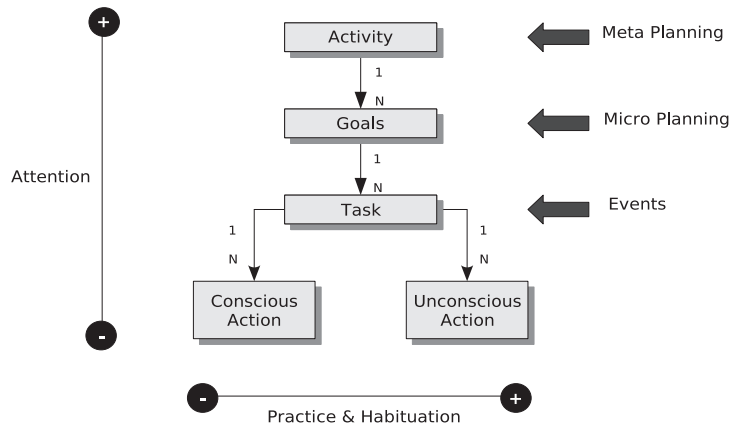 +
Activity
Meta Planning
1
N
Goals
Micro Planning
1
N
Attention
Task
Events
1
N
1
N
Conscious
Action
Unconscious
Action
-
-
+
Practice & Habituation